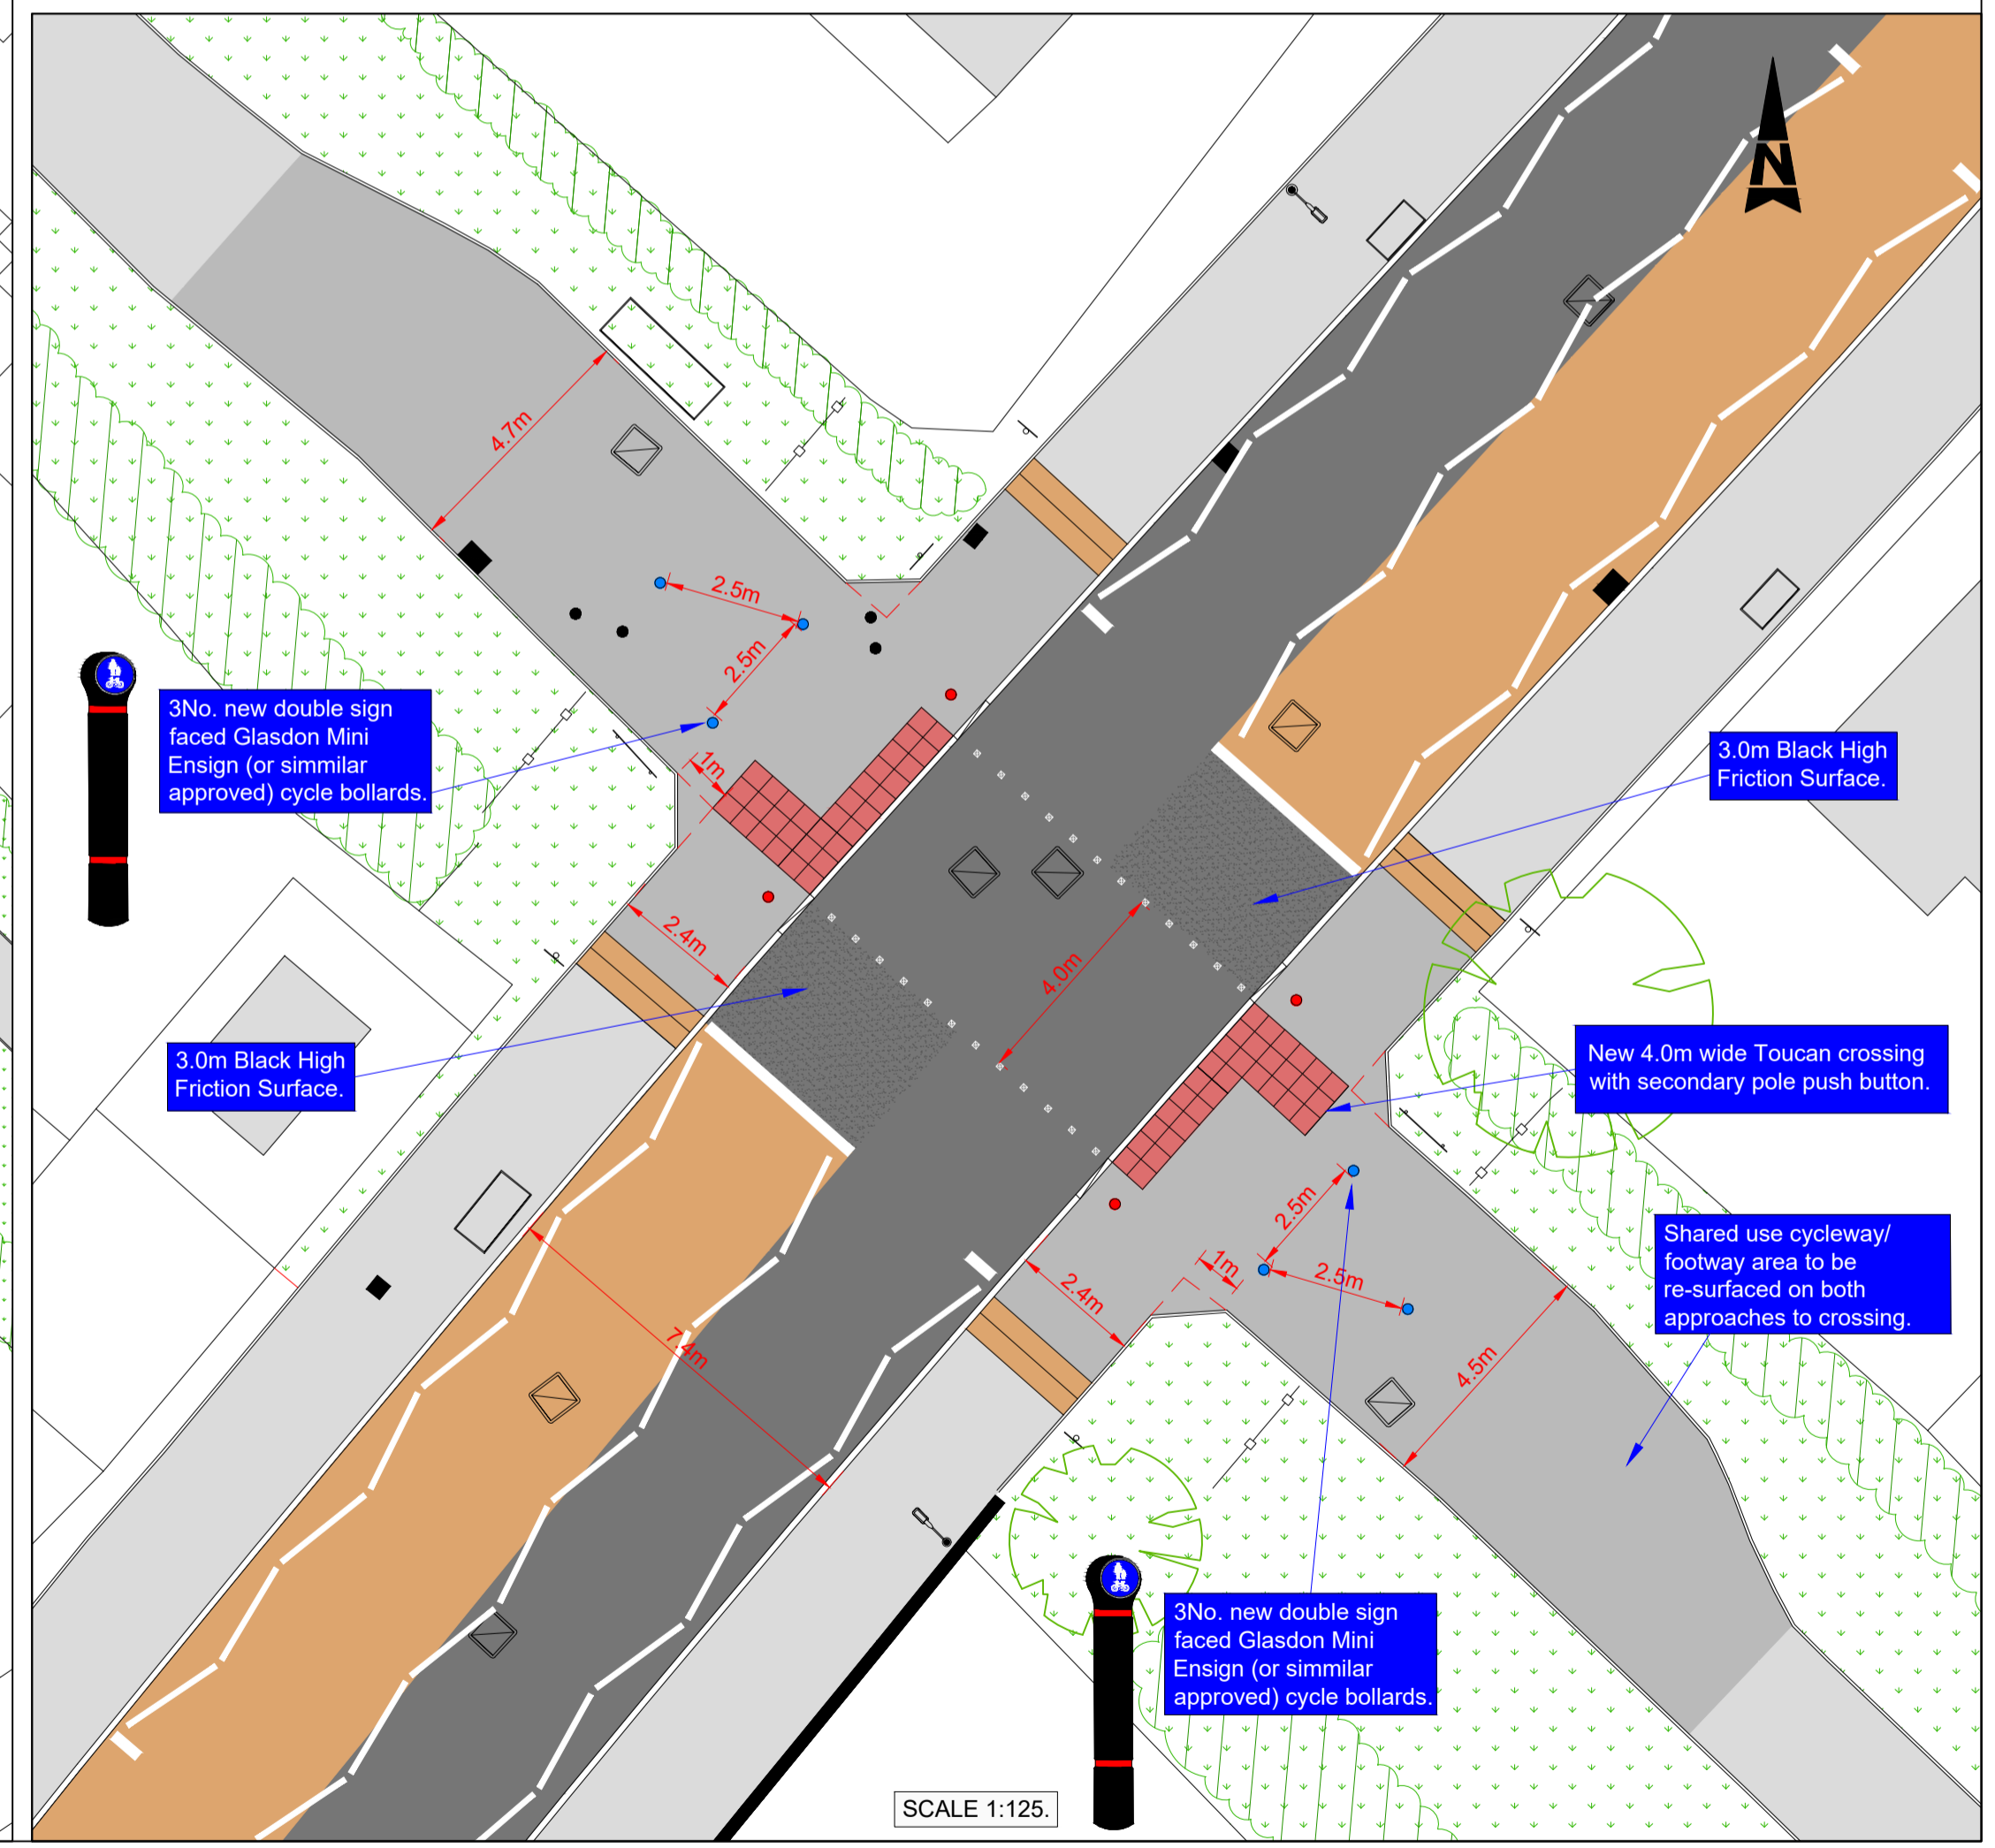 N
4.7m
2.5m
2.5m
3No. new double sign
faced Glasdon Mini
Ensign (or simmilar
approved) cycle bollards.
1m
3.0m Black High
Friction Surface.
2.4m
4.0m
3.0m Black High
Friction Surface.
New 4.0m wide Toucan crossing
with secondary pole push button.
2.5m
1m
2.5m
2.4m
Shared use cycleway/
footway area to be
re-surfaced on both
approaches to crossing.
7.4m
4.5m
3No. new double sign
faced Glasdon Mini
Ensign (or simmilar
approved) cycle bollards.
SCALE 1:125.